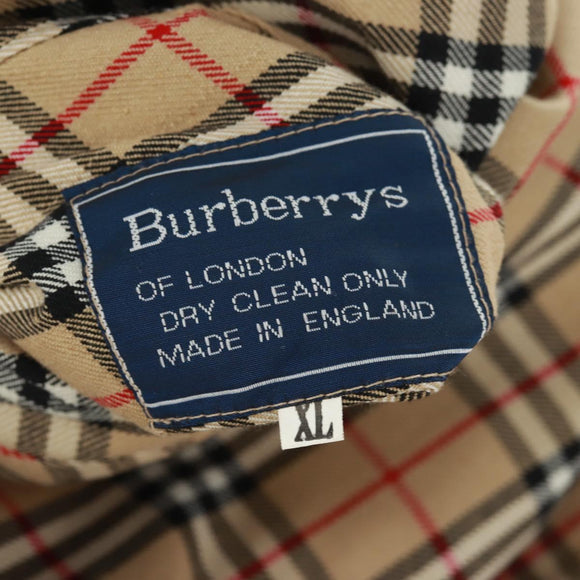 Burberrys
OF LONDON
DRY CLEAN ONLY
MADE IN ENGLAND
XL